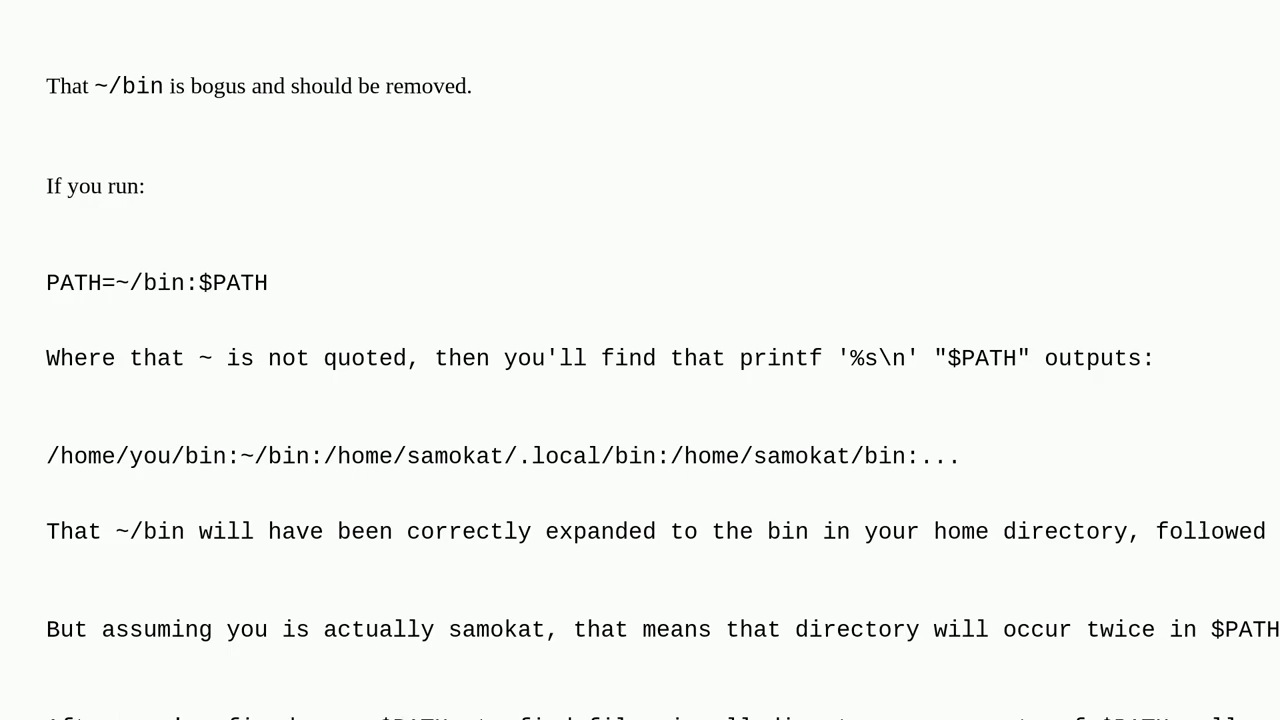 That ~/bin is bogus and should be removed.
If you run:
PATH=~/bin:$PATH
Where that ~ is not quoted, then you'll find that printf '%s\n' "$PATH" outputs:
/home/you/bin:~/bin:/home/samokat/.local/bin:/home/samokat/bin:...
That ~/bin will have been correctly expanded to the bin in your home directory, followed
But assuming you is actually samokat, that means that directory will occur twice in $PATH